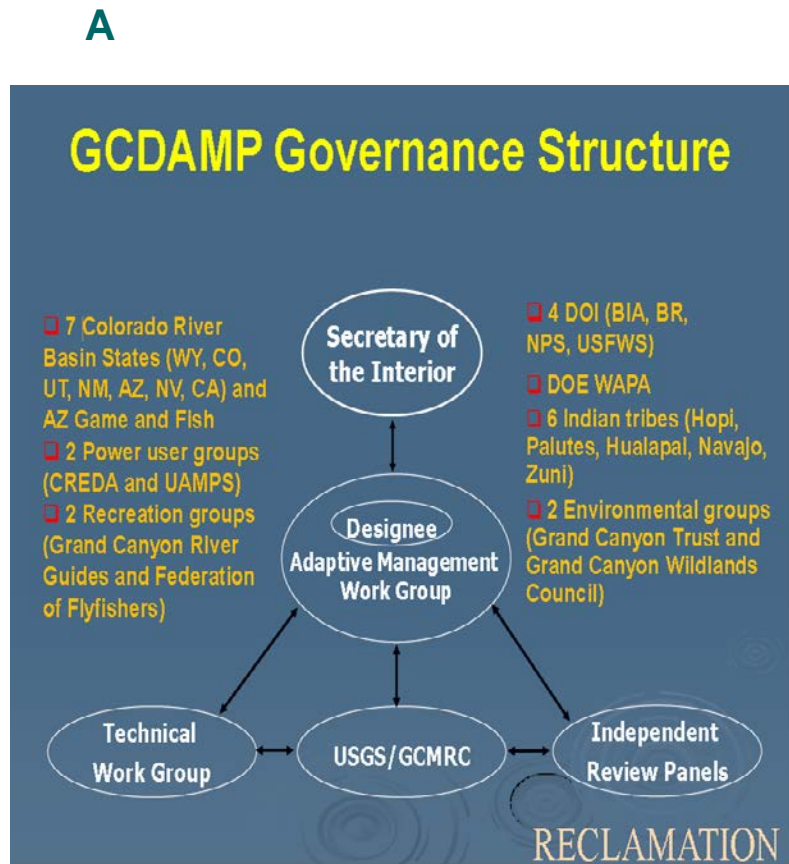 A
GCDAMP Governance Structure
7 Colorado River
Basin States (WY, CO,
UT, NM, AZ, NV, CA) and
AZ Game and Fish
2 Power user groups
(CREDA and UAMPS)
2 Recreation groups
(Grand Canyon River
Guides and Federation
of Flyfishers)
Secretary of
the Interior
4 DOI (BIA, BR,
NPS, USFWS)
DOE WAPA
6 Indian tribes (Hopi,
Paiutes, Hualapai, Navajo,
Zuni)
2 Environmental groups
(Grand Canyon Trust and
Grand Canyon Wildlands
Council)
Designee
Adaptive Management
Work Group
Technical
Work Group
USGS/GCMRC
Independent
Review Panels
RECLAMATION